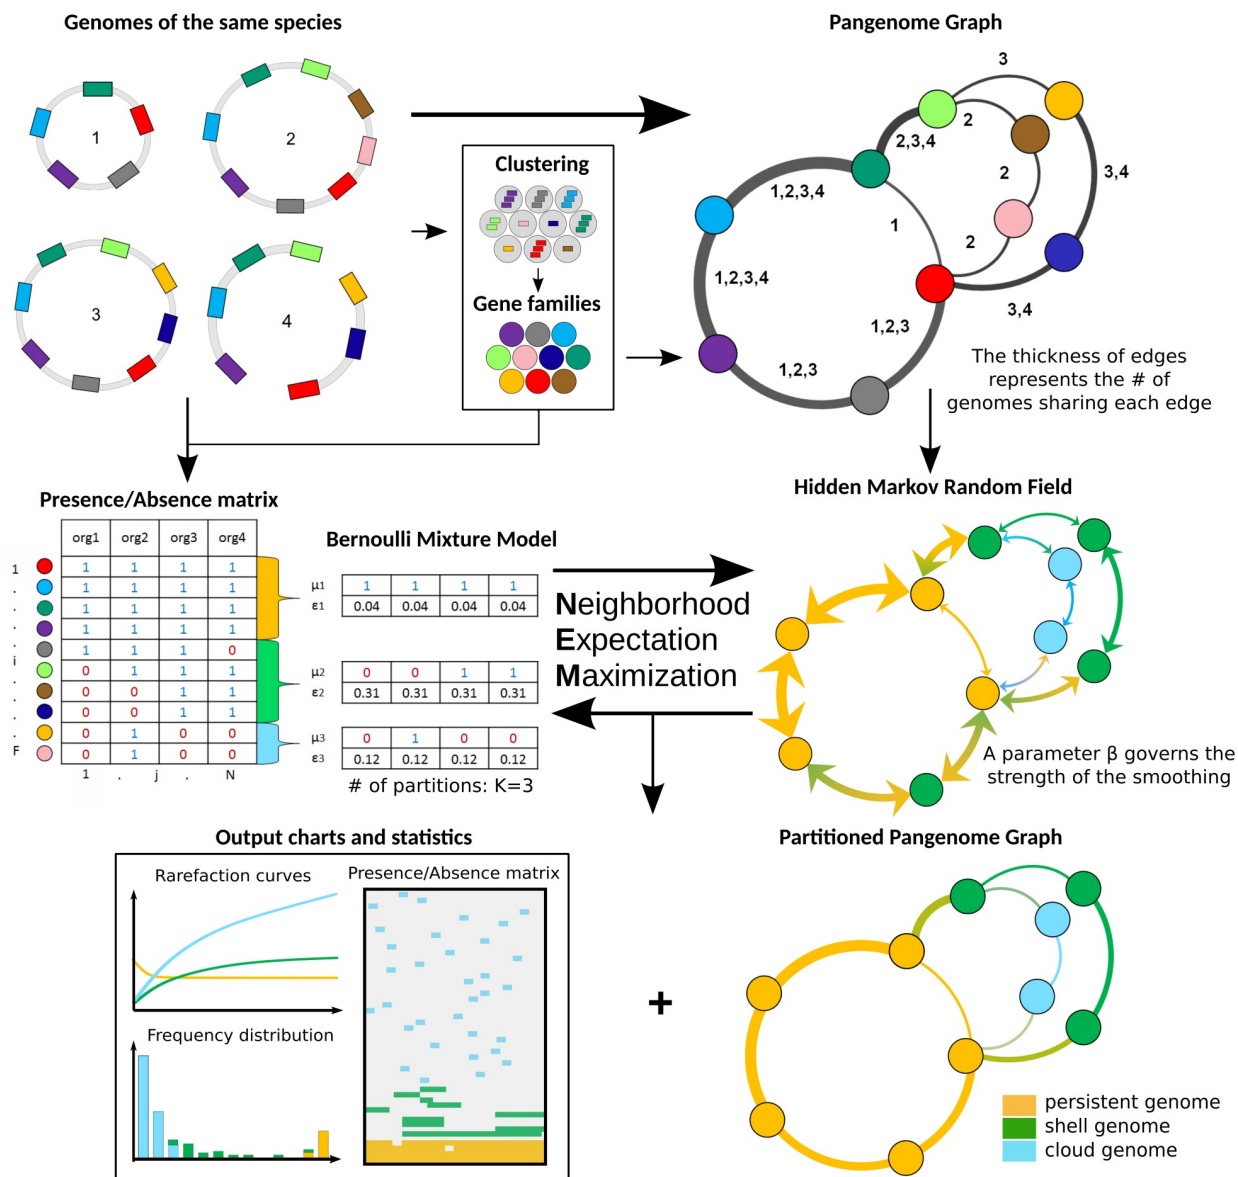 Genomes of the same species
Pangenome Graph
1
2
3
4
Clustering
Gene families
3
2
2,3,4
1,2,3,4
2
3,4
1
2
1,2,3,4
3,4
1,2,3
1,2,3
The thickness of edges
represents the # of
genomes sharing each edge
Presence/Absence matrix
org1 org2 org3 org4
1 1 1 1 1
. 1 1 1 1
. 1 1 1 1
. 1 1 1 1
i 1 1 1 0
. 0 1 1 1
. 0 0 1 1
. 0 0 1 1
. 0 1 0 0
F 0 1 0 0
1 . j . N
Bernoulli Mixture Model
μ1 1 1 1 1
ε1 0.04 0.04 0.04 0.04
μ2 0 0 1 1
ε2 0.31 0.31 0.31 0.31
μ3 0 1 0 0
ε3 0.12 0.12 0.12 0.12
# of partitions: K=3
Neighborhood
Expectation
Maximization
Hidden Markov Random Field
A parameter β governs the
strength of the smoothing
Output charts and statistics
Rarefaction curves
Presence/Absence matrix
Frequency distribution
+
Partitioned Pangenome Graph
persistent genome
shell genome
cloud genome